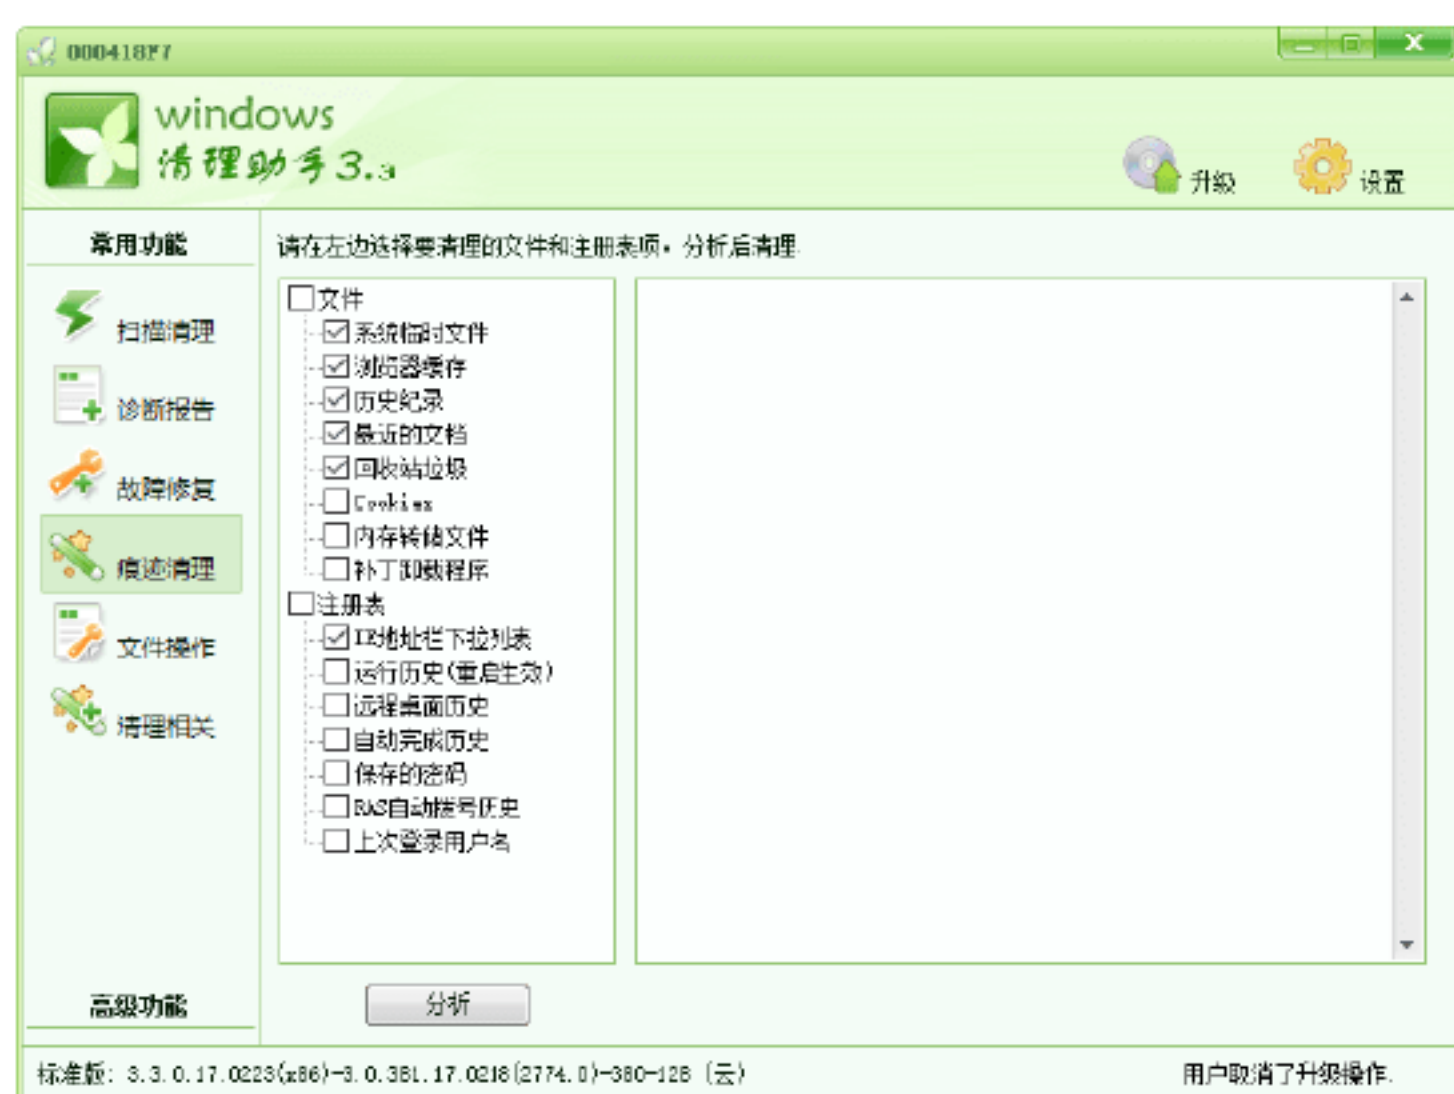 000418F7
windows
清理助手3.3
升级
设置
常用功能
扫描清理
诊断报告
故障修复
痕迹清理
文件操作
清理相关
高级功能
请在左边选择要清理的文件和注册表项，分析后清理.
文件
系统临时文件
浏览器缓存
历史纪录
最近的文档
回收站垃圾
Cookies
内存转储文件
补丁卸载程序
注册表
IE地址栏下拉列表
运行历史(重启生效)
远程桌面历史
自动完成历史
保存的密码
RAS自动拨号历史
上次登录用户名
分析
标准版: 3.3.0.17.0223(x86)-3.0.381.17.0218(2774.0)-380-128 (云)
用户取消了升级操作.